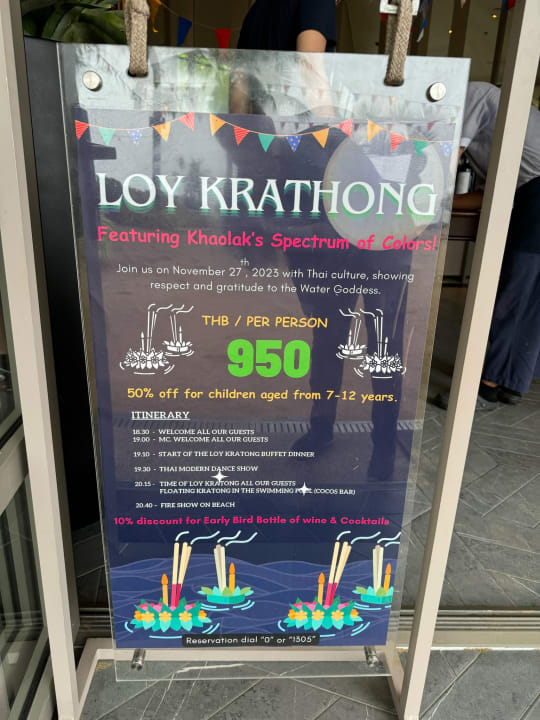 LOY KRATHONG
Featuring Khaolak's Spectrum of Colors!
Join us on November 27th, 2023 with Thai culture, showing
respect and gratitude to the Water Goddess.
THB / PER PERSON
950
50% off for children aged from 7-12 years.
ITINERARY
18.30 - WELCOME ALL OUR GUESTS
19.00 - MC. WELCOME ALL OUR GUESTS
19.10 - START OF THE LOY KRATONG BUFFET DINNER
19.30 - THAI MODERN DANCE SHOW
20.15 - TIME OF LOY KRATONG ALL OUR GUESTS
FLOATING KRATONG IN THE SWIMMING POOL (COCOS BAR)
20.40 - FIRE SHOW ON BEACH
10% discount for Early Bird Bottle of wine & Cocktails
Reservation dial "0" or "1305"